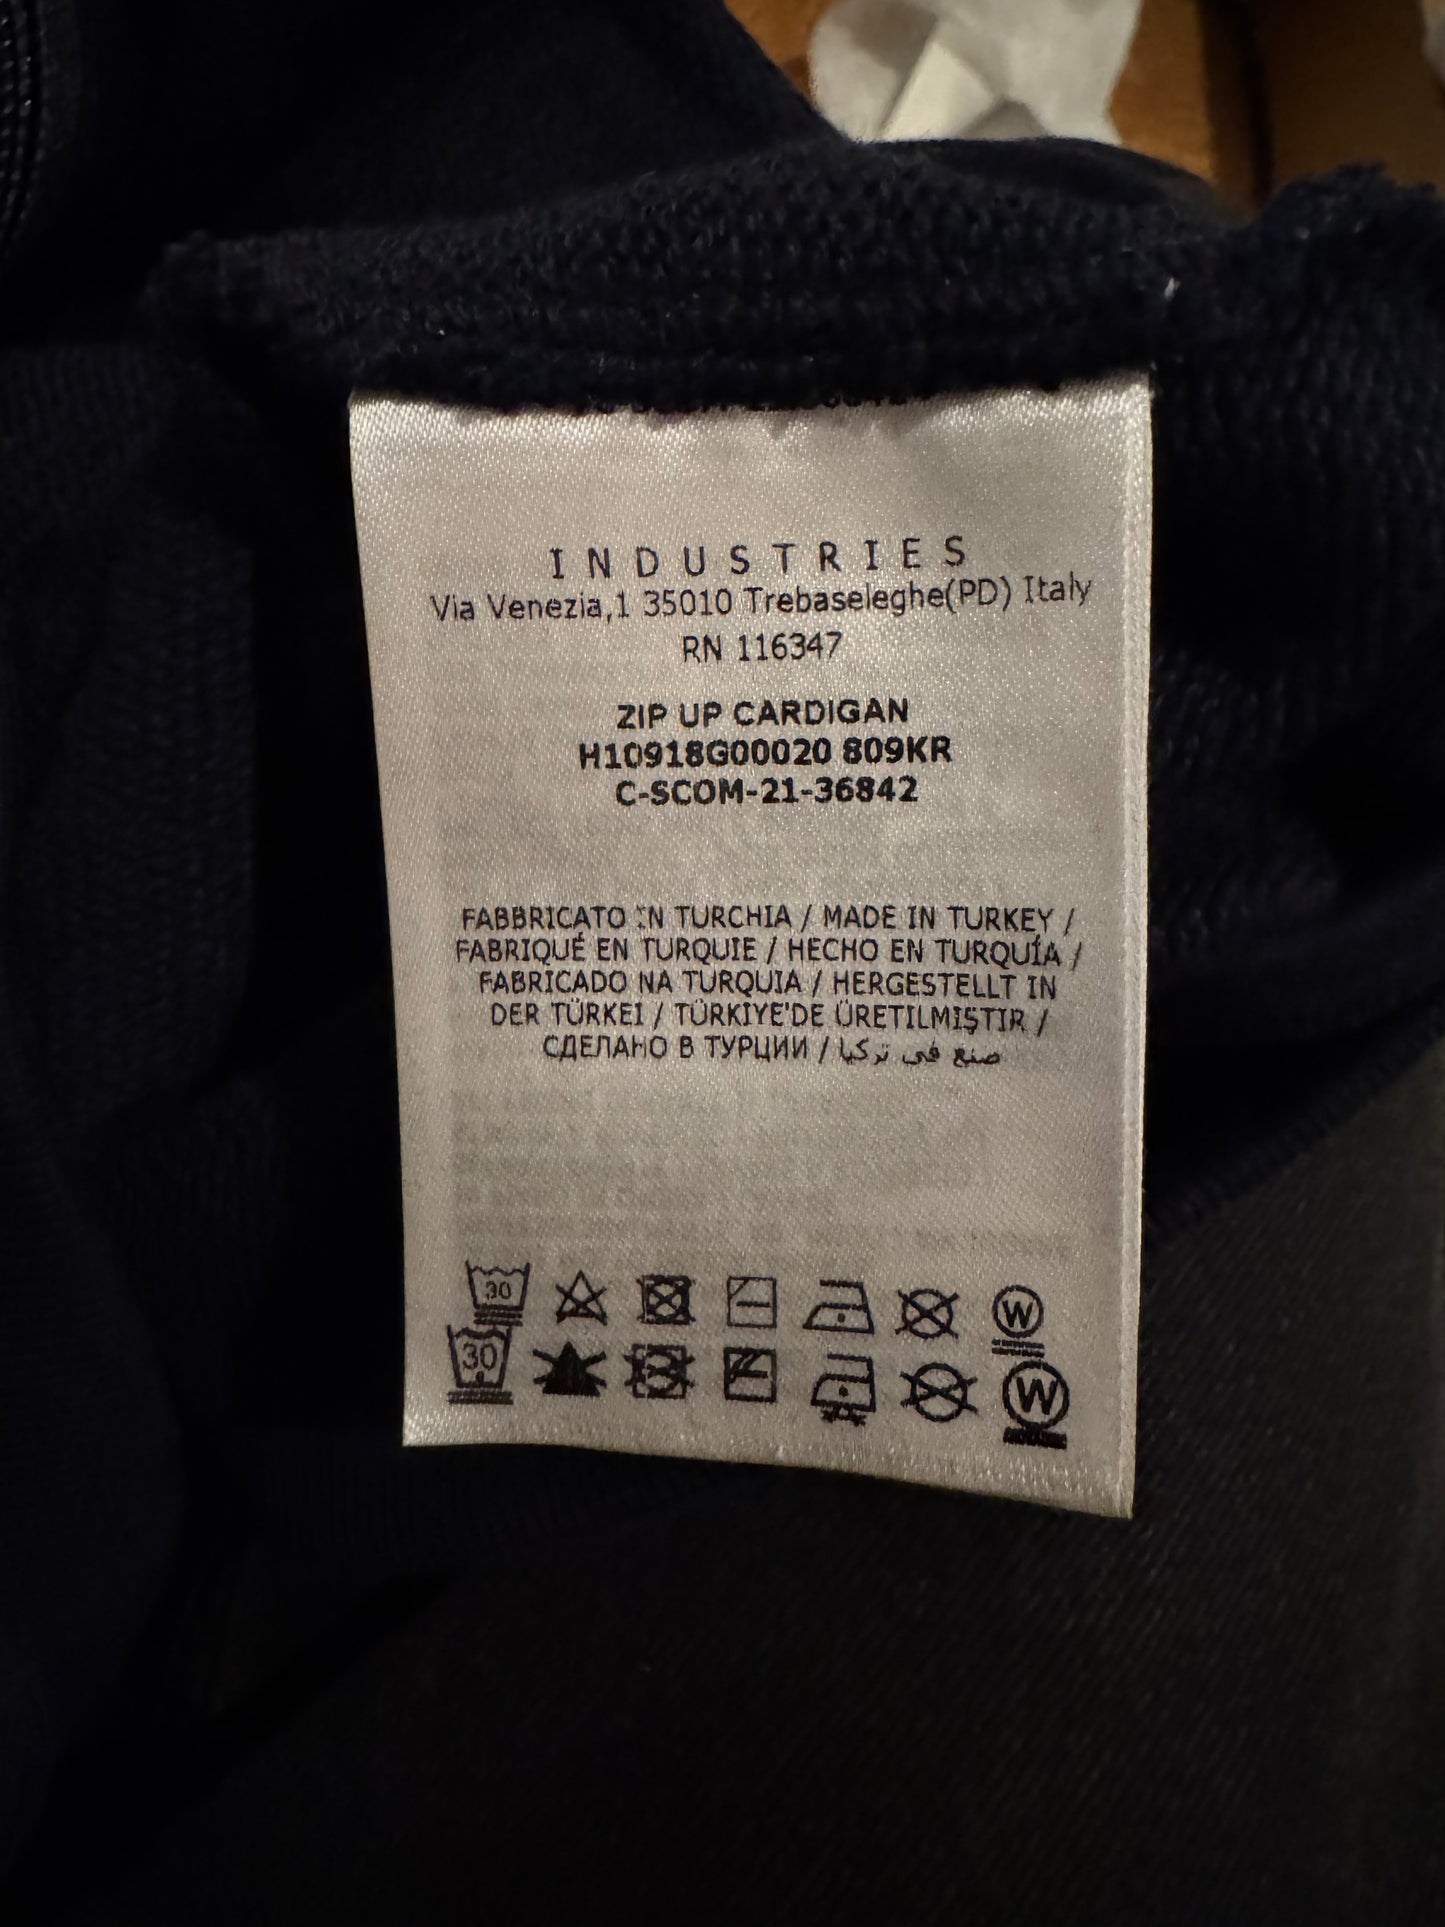 INDUSTRIES
Via Venezia,1 35010 Trebaseleghe(PD) Italy
RN 116347
ZIP UP CARDIGAN
H10918G00020 809KR
C-SCOM-21-36842
FABBRICATO IN TURCHIA / MADE IN TURKEY /
FABRIQUÉ EN TURQUIE / HECHO EN TURQUÍA /
FABRICADO NA TURQUIA / HERGESTELLT IN
DER TÜRKEI / TÜRKIYE'DE ÜRETILMIŞTIR /
СДЕЛАНО В ТУРЦИИ / صنع في تركيا
30 W
30 W